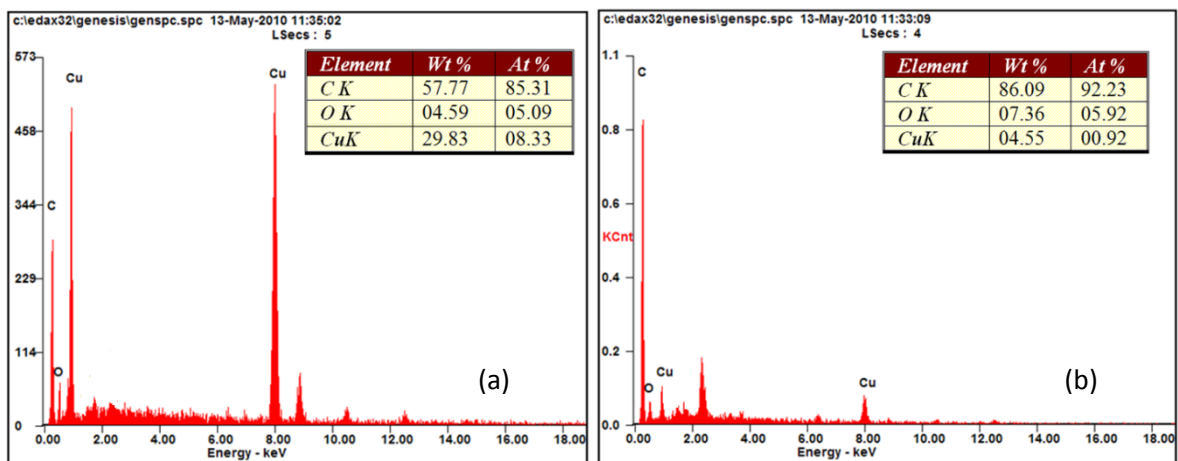 c:\edax32\genesis\genspc.spc 13-May-2010 11:35:02
LSecs : 5
573
458
344
229
114
0
C
O
Cu
Cu
Element Wt % At %
C K 57.77 85.31
O K 04.59 05.09
CuK 29.83 08.33
(a)
0.00 2.00 4.00 6.00 8.00 10.00 12.00 14.00 16.00 18.00
Energy - keV
c:\edax32\genesis\genspc.spc 13-May-2010 11:33:09
LSecs : 4
1.1
0.8
0.6
KCnt
0.4
0.2
0.0
C
O
Cu
Cu
Element Wt % At %
C K 86.09 92.23
O K 07.36 05.92
CuK 04.55 00.92
(b)
0.00 2.00 4.00 6.00 8.00 10.00 12.00 14.00 16.00 18.00
Energy - keV